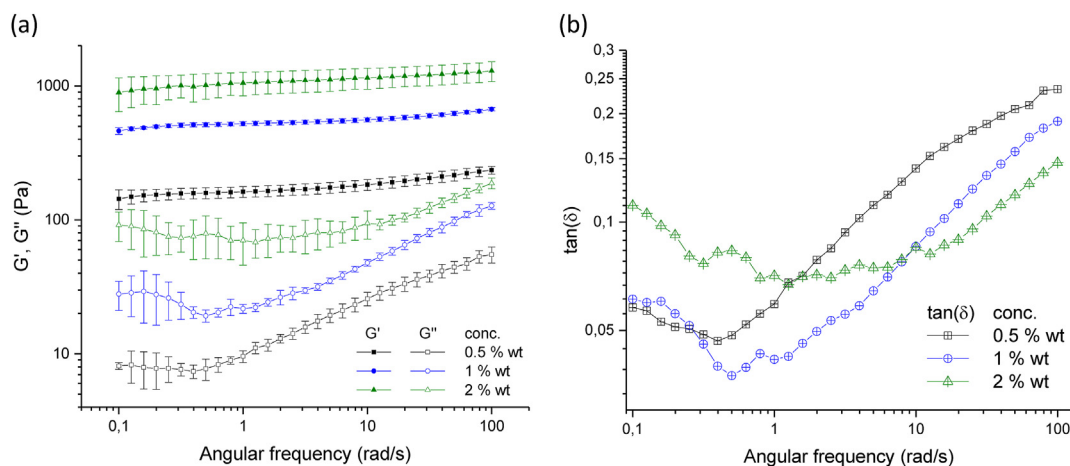 (a)
G', G" (Pa)
1000
100
10
0,1
1
10
100
Angular frequency (rad/s)
G' G" conc.
0.5 % wt
1 % wt
2 % wt
(b)
tan(δ)
0,3
0,25
0,2
0,15
0,1
0,05
0,1
1
10
100
Angular frequency (rad/s)
tan(δ) conc.
0.5 % wt
1 % wt
2 % wt